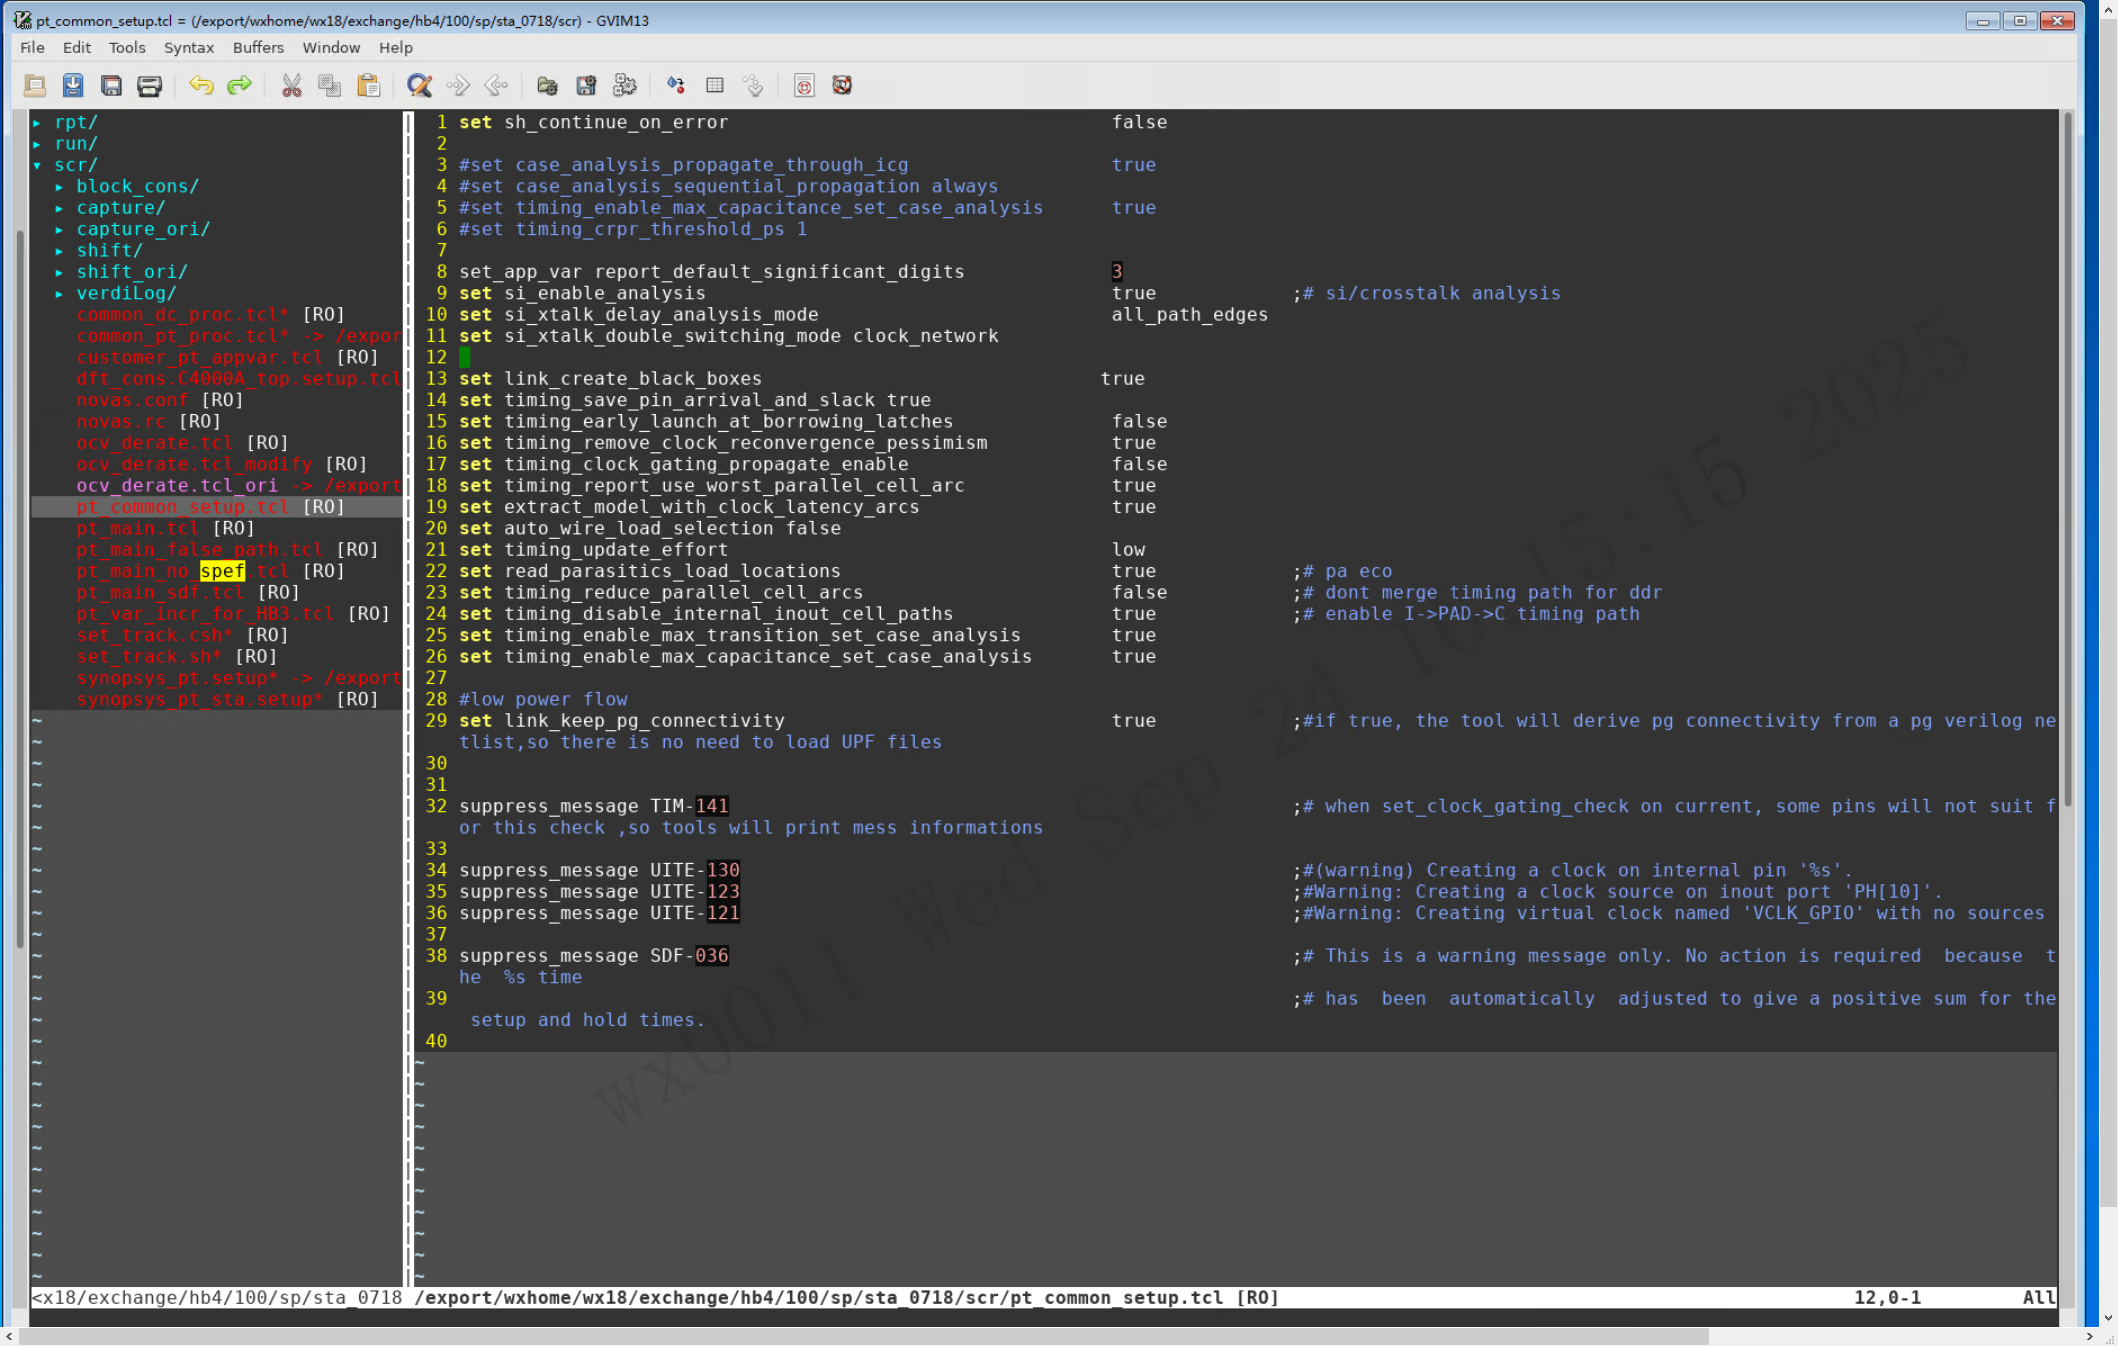 pt_common_setup.tcl = (/export/wxhome/wx18/exchange/hb4/100/sp/sta_0718/scr) - GVIM13
File Edit Tools Syntax Buffers Window Help
▸ rpt/
▸ run/
▾ scr/
▸ block_cons/
▸ capture/
▸ capture_ori/
▸ shift/
▸ shift_ori/
▸ verdiLog/
common_dc_proc.tcl* [RO]
common_pt_proc.tcl* -> /expor
customer_pt_appvar.tcl [RO]
dft_cons.C4000A_top.setup.tcl
novas.conf [RO]
novas.rc [RO]
ocv_derate.tcl [RO]
ocv_derate.tcl_modify [RO]
ocv_derate.tcl_ori -> /export
pt_common_setup.tcl [RO]
pt_main.tcl [RO]
pt_main_false_path.tcl [RO]
pt_main_no_spef.tcl [RO]
pt_main_sdf.tcl [RO]
pt_var_incr_for_HB3.tcl [RO]
set_track.csh* [RO]
set_track.sh* [RO]
synopsys_pt.setup* -> /export
synopsys_pt_sta.setup* [RO]
1 set sh_continue_on_error false
2
3 #set case_analysis_propagate_through_icg true
4 #set case_analysis_sequential_propagation always
5 #set timing_enable_max_capacitance_set_case_analysis true
6 #set timing_crpr_threshold_ps 1
7
8 set_app_var report_default_significant_digits 3
9 set si_enable_analysis true ;# si/crosstalk analysis
10 set si_xtalk_delay_analysis_mode all_path_edges
11 set si_xtalk_double_switching_mode clock_network
12
13 set link_create_black_boxes true
14 set timing_save_pin_arrival_and_slack true
15 set timing_early_launch_at_borrowing_latches false
16 set timing_remove_clock_reconvergence_pessimism true
17 set timing_clock_gating_propagate_enable false
18 set timing_report_use_worst_parallel_cell_arc true
19 set extract_model_with_clock_latency_arcs true
20 set auto_wire_load_selection false
21 set timing_update_effort low
22 set read_parasitics_load_locations true ;# pa eco
23 set timing_reduce_parallel_cell_arcs false ;# dont merge timing path for ddr
24 set timing_disable_internal_inout_cell_paths true ;# enable I->PAD->C timing path
25 set timing_enable_max_transition_set_case_analysis true
26 set timing_enable_max_capacitance_set_case_analysis true
27
28 #low power flow
29 set link_keep_pg_connectivity true ;#if true, the tool will derive pg connectivity from a pg verilog ne
tlist,so there is no need to load UPF files
30
31
32 suppress_message TIM-141 ;# when set_clock_gating_check on current, some pins will not suit f
or this check ,so tools will print mess informations
33
34 suppress_message UITE-130 ;#(warning) Creating a clock on internal pin '%s'.
35 suppress_message UITE-123 ;#Warning: Creating a clock source on inout port 'PH[10]'.
36 suppress_message UITE-121 ;#Warning: Creating virtual clock named 'VCLK_GPIO' with no sources
37
38 suppress_message SDF-036 ;# This is a warning message only. No action is required because t
he %s time
39 ;# has been automatically adjusted to give a positive sum for the
setup and hold times.
40
wx0011 Wed Sep 24 16:15:15 2025
<x18/exchange/hb4/100/sp/sta_0718 /export/wxhome/wx18/exchange/hb4/100/sp/sta_0718/scr/pt_common_setup.tcl [RO] 12,0-1 All